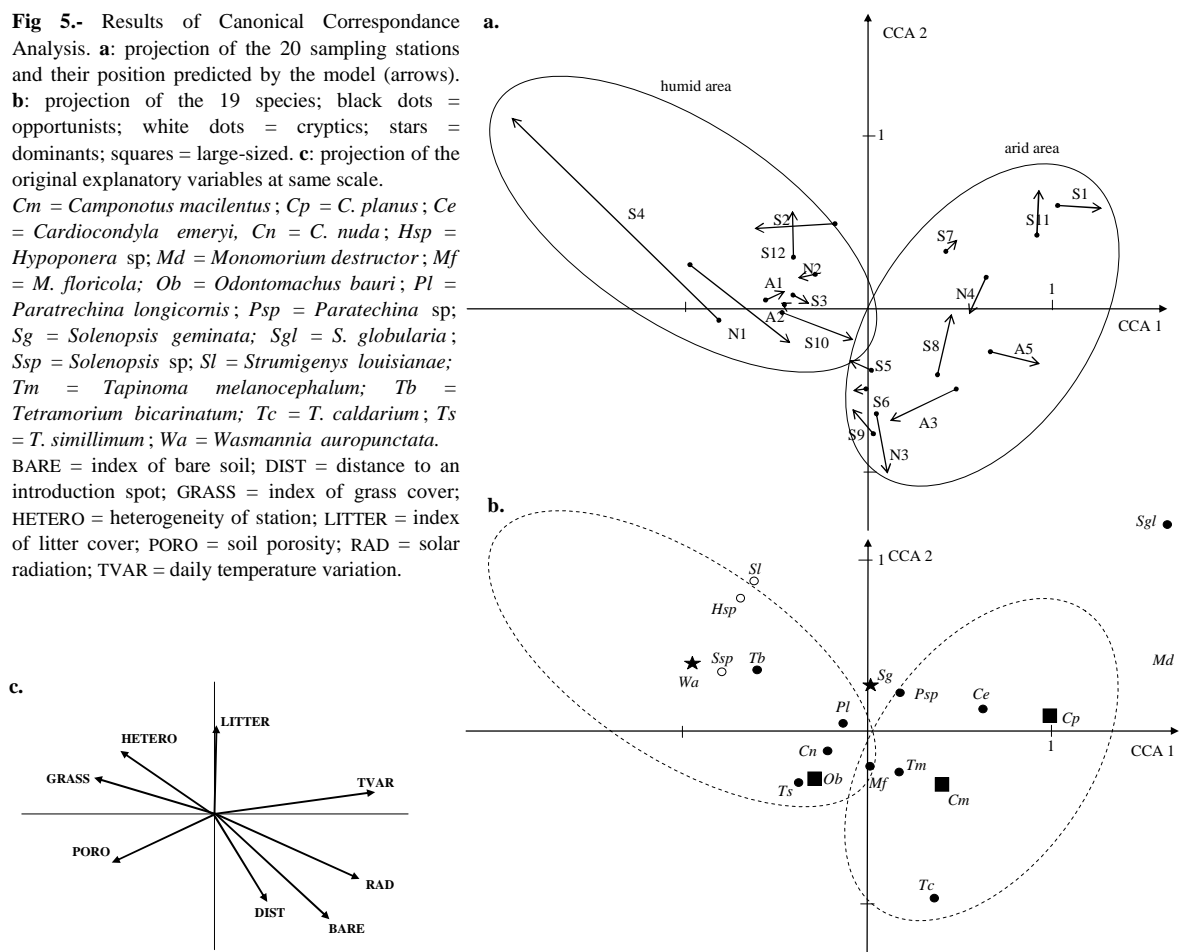 Fig 5.- Results of Canonical Correspondance
Analysis. a: projection of the 20 sampling stations
and their position predicted by the model (arrows).
b: projection of the 19 species; black dots =
opportunists; white dots = cryptics; stars =
dominants; squares = large-sized. c: projection of the
original explanatory variables at same scale.
Cm = Camponotus macilentus ; Cp = C. planus ; Ce
= Cardiocondyla emeryi, Cn = C. nuda ; Hsp =
Hypoponera sp; Md = Monomorium destructor ; Mf
= M. floricola; Ob = Odontomachus bauri ; Pl =
Paratrechina longicornis ; Psp = Paratechina sp;
Sg = Solenopsis geminata; Sgl = S. globularia ;
Ssp = Solenopsis sp; Sl = Strumigenys louisianae;
Tm = Tapinoma melanocephalum; Tb =
Tetramorium bicarinatum; Tc = T. caldarium ; Ts
= T. simillimum ; Wa = Wasmannia auropunctata.
BARE = index of bare soil; DIST = distance to an
introduction spot; GRASS = index of grass cover;
HETERO = heterogeneity of station; LITTER = index
of litter cover; PORO = soil porosity; RAD = solar
radiation; TVAR = daily temperature variation.
a.
CCA 2
humid area
1
arid area
S4
S2
S1
S11
S7
S12
N2
A1
S3
N4
1
A2
CCA 1
N1
S10
S8
A5
S5
S6
A3
S9
N3
b.
Sgl
1 CCA 2
Sl
Hsp
Ssp
Tb
Wa
Sg
Md
Psp
Ce
Pl
Cp
Cn
1
CCA 1
Tm
Ob
Ts
Mf
Cm
Tc
c.
LITTER
HETERO
GRASS
TVAR
PORO
RAD
DIST
BARE